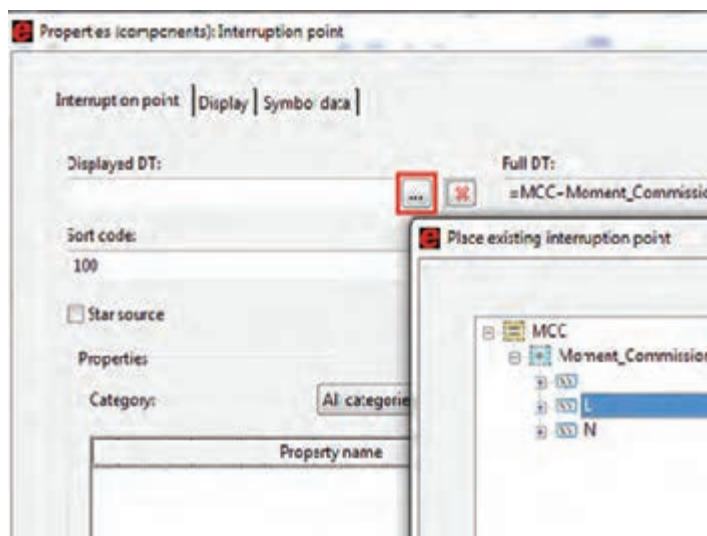 Properties (components): Interruption point
Interruption point Display Symbol data
Displayed DT:
Full DT:
...
=MCC-Moment_Commissio
Sort code:
100
Place existing interruption point
Star source
MCC
Moment_Commission
Properties
Category:
All categorie
L
N
Property name